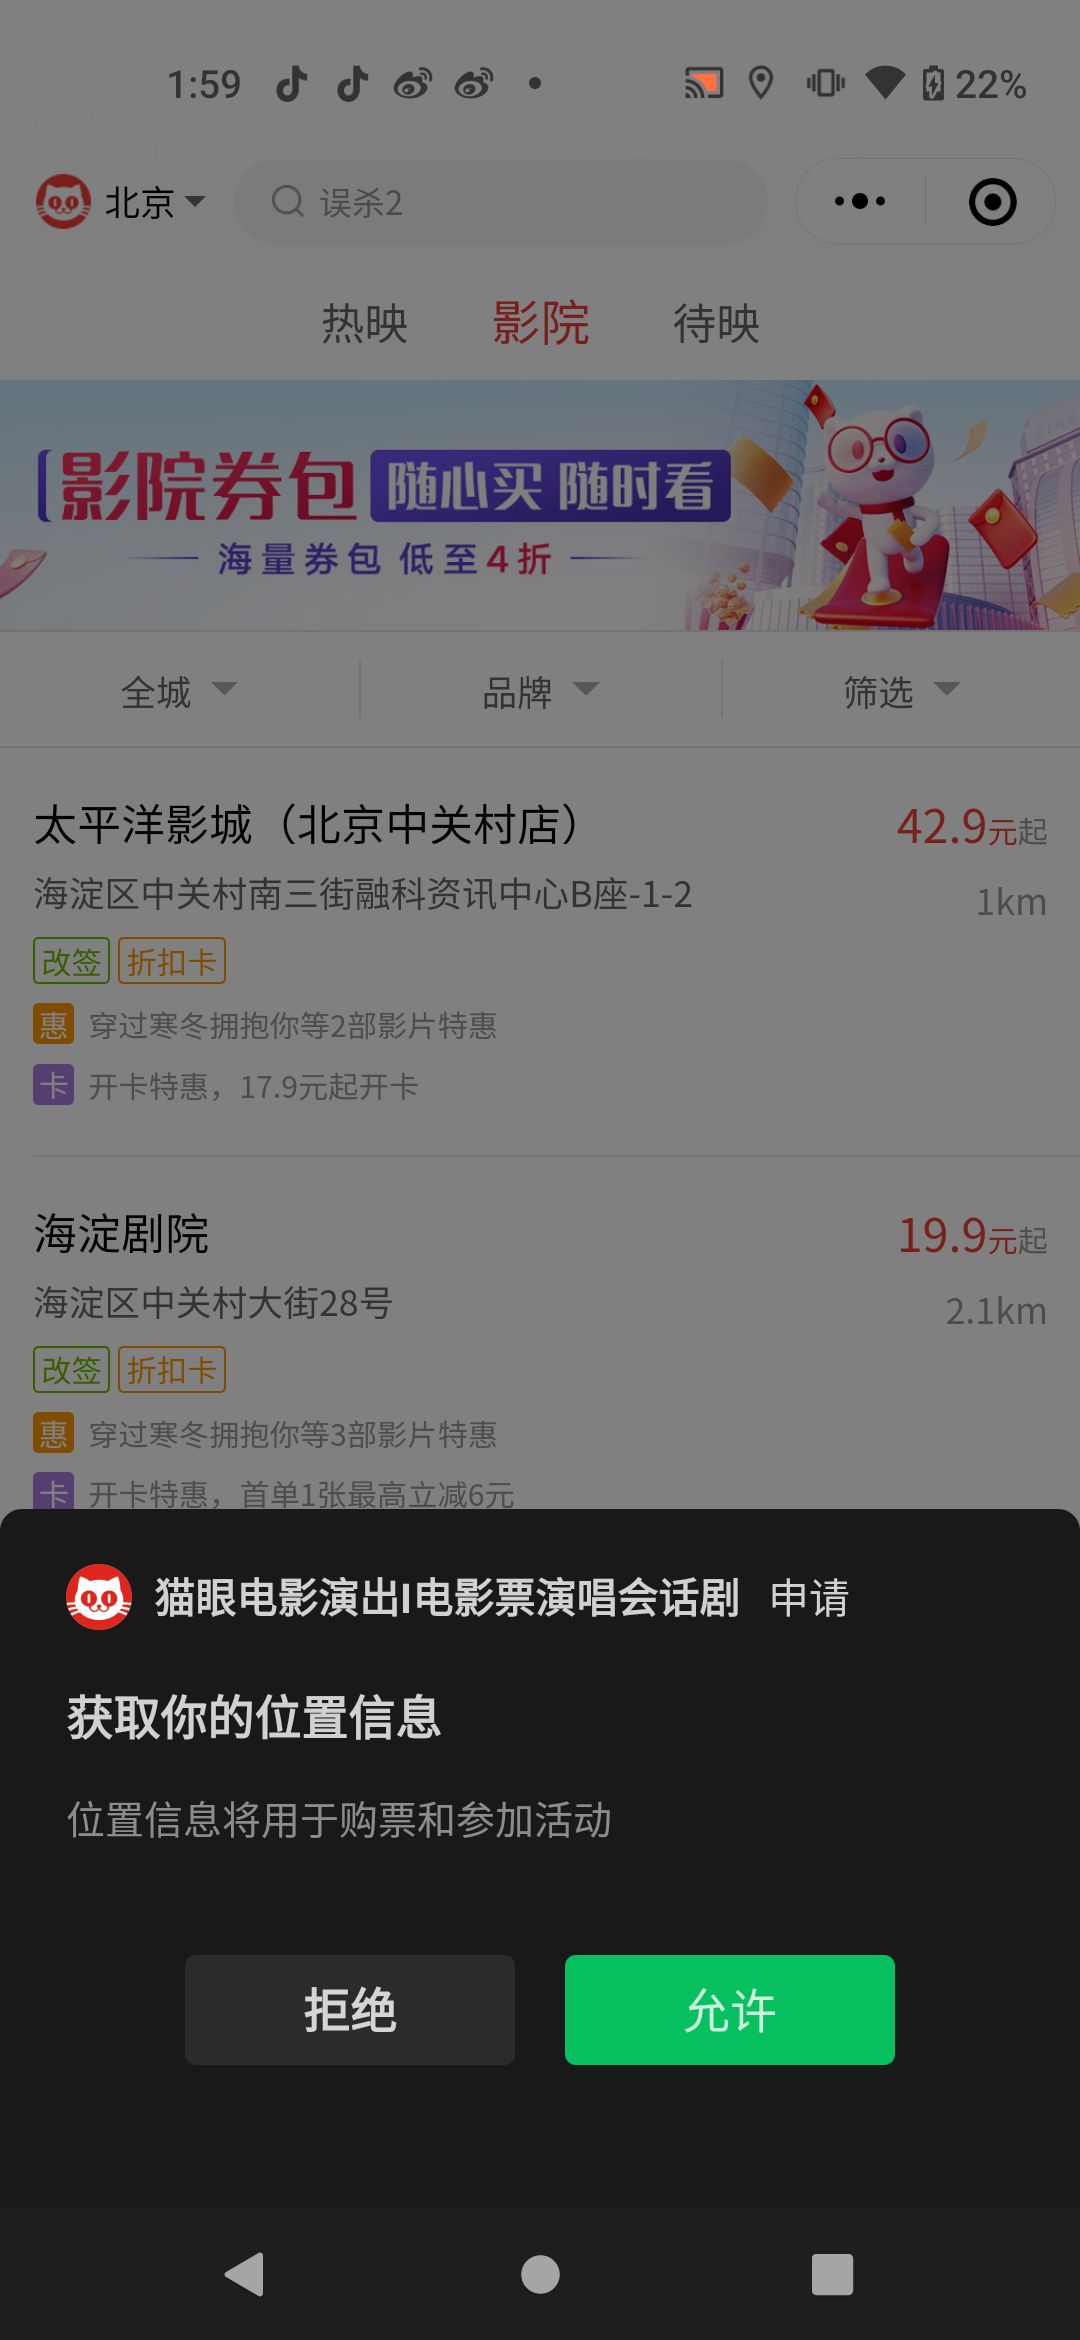 1:59
22%
北京
误杀2
热映
影院
待映
影院券包 随心买 随时看
海量券包 低至4折
CINE
全城
品牌
筛选
太平洋影城（北京中关村店）
42.9元起
海淀区中关村南三街融科资讯中心B座-1-2
1km
改签 折扣卡
惠 穿过寒冬拥抱你等2部影片特惠
卡 开卡特惠，17.9元起开卡
海淀剧院
19.9元起
海淀区中关村大街28号
2.1km
改签 折扣卡
惠 穿过寒冬拥抱你等3部影片特惠
卡 开卡特惠，首单1张最高立减6元
猫眼电影演出I电影票演唱会话剧 申请
获取你的位置信息
位置信息将用于购票和参加活动
拒绝
允许